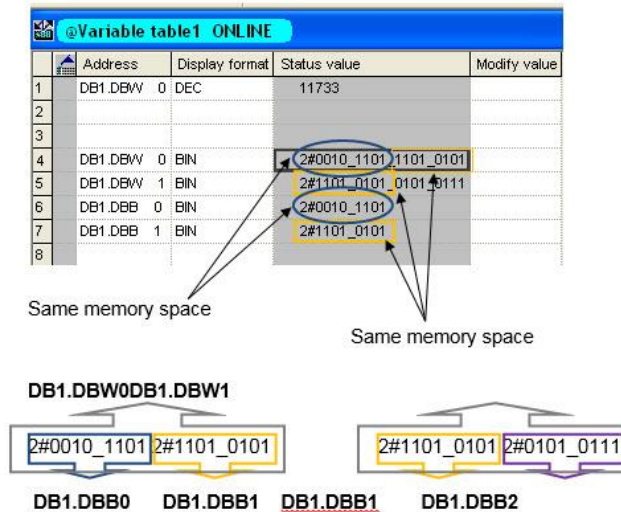 @Variable table1 ONLINE
Address Display format Status value Modify value
1 DB1.DBW 0 DEC 11733
2
3
4 DB1.DBW 0 BIN 2#0010_1101_1101_0101
5 DB1.DBW 1 BIN 2#1101_0101_0101_0111
6 DB1.DBB 0 BIN 2#0010_1101
7 DB1.DBB 1 BIN 2#1101_0101
8
Same memory space
Same memory space
DB1.DBW0DB1.DBW1
2#0010_1101 2#1101_0101 2#1101_0101 2#0101_0111
DB1.DBB0 DB1.DBB1 DB1.DBB1 DB1.DBB2